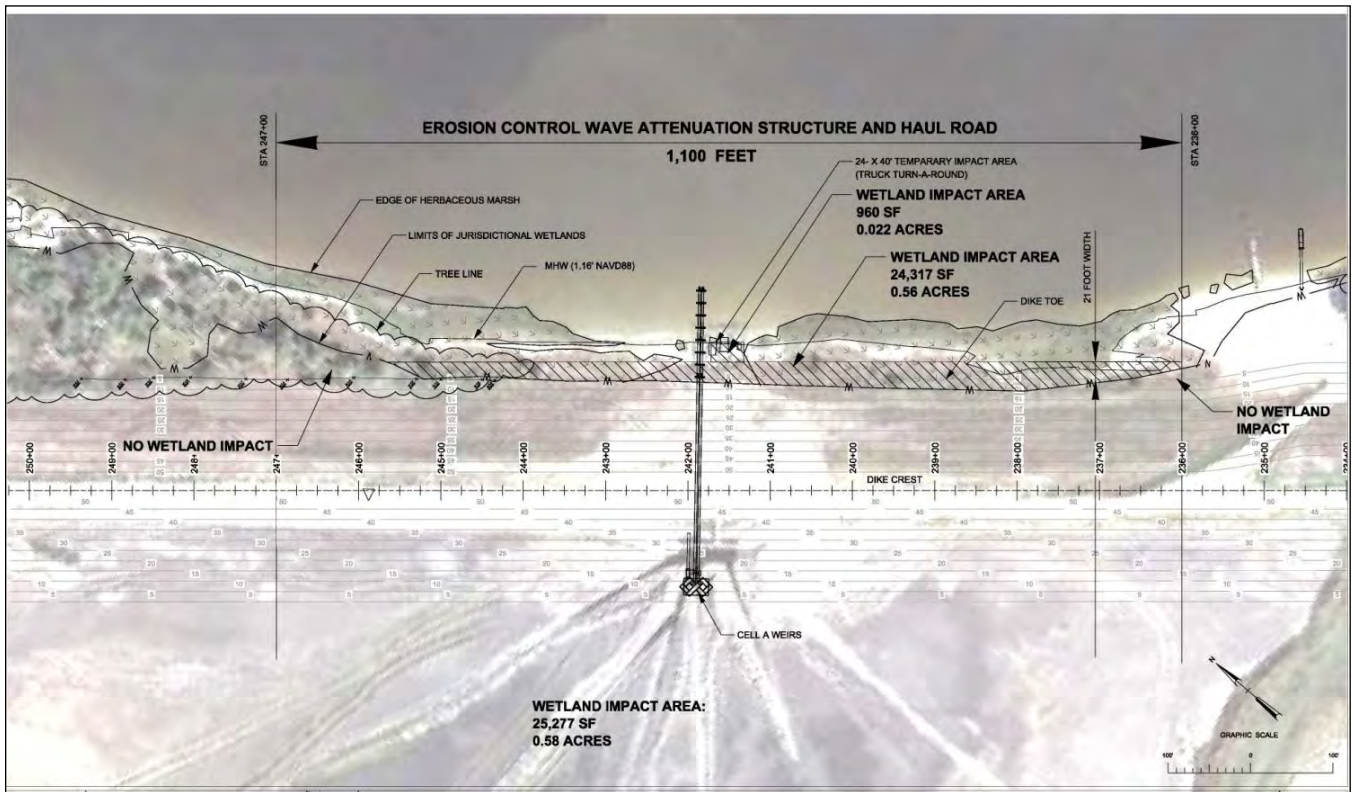 EROSION CONTROL WAVE ATTENUATION STRUCTURE AND HAUL ROAD
1,100 FEET
STA 247+00
STA 236+00
24- X 40' TEMPARARY IMPACT AREA
(TRUCK TURN-A-ROUND)
WETLAND IMPACT AREA
960 SF
0.022 ACRES
EDGE OF HERBACEOUS MARSH
LIMITS OF JURISDICTIONAL WETLANDS
TREE LINE
MHW (1.16' NAVD88)
WETLAND IMPACT AREA
24,317 SF
0.56 ACRES
21 FOOT WIDTH
DIKE TOE
NO WETLAND IMPACT
NO WETLAND
IMPACT
250+00
249+00
248+
247+
246+00
245+00
244+00
243+00
242+00
241+00
240+00
239+00
238+00
237+00
236+00
235+00
DIKE CREST
CELL A WEIRS
WETLAND IMPACT AREA:
25,277 SF
0.58 ACRES
N
GRAPHIC SCALE
100' 0 100'